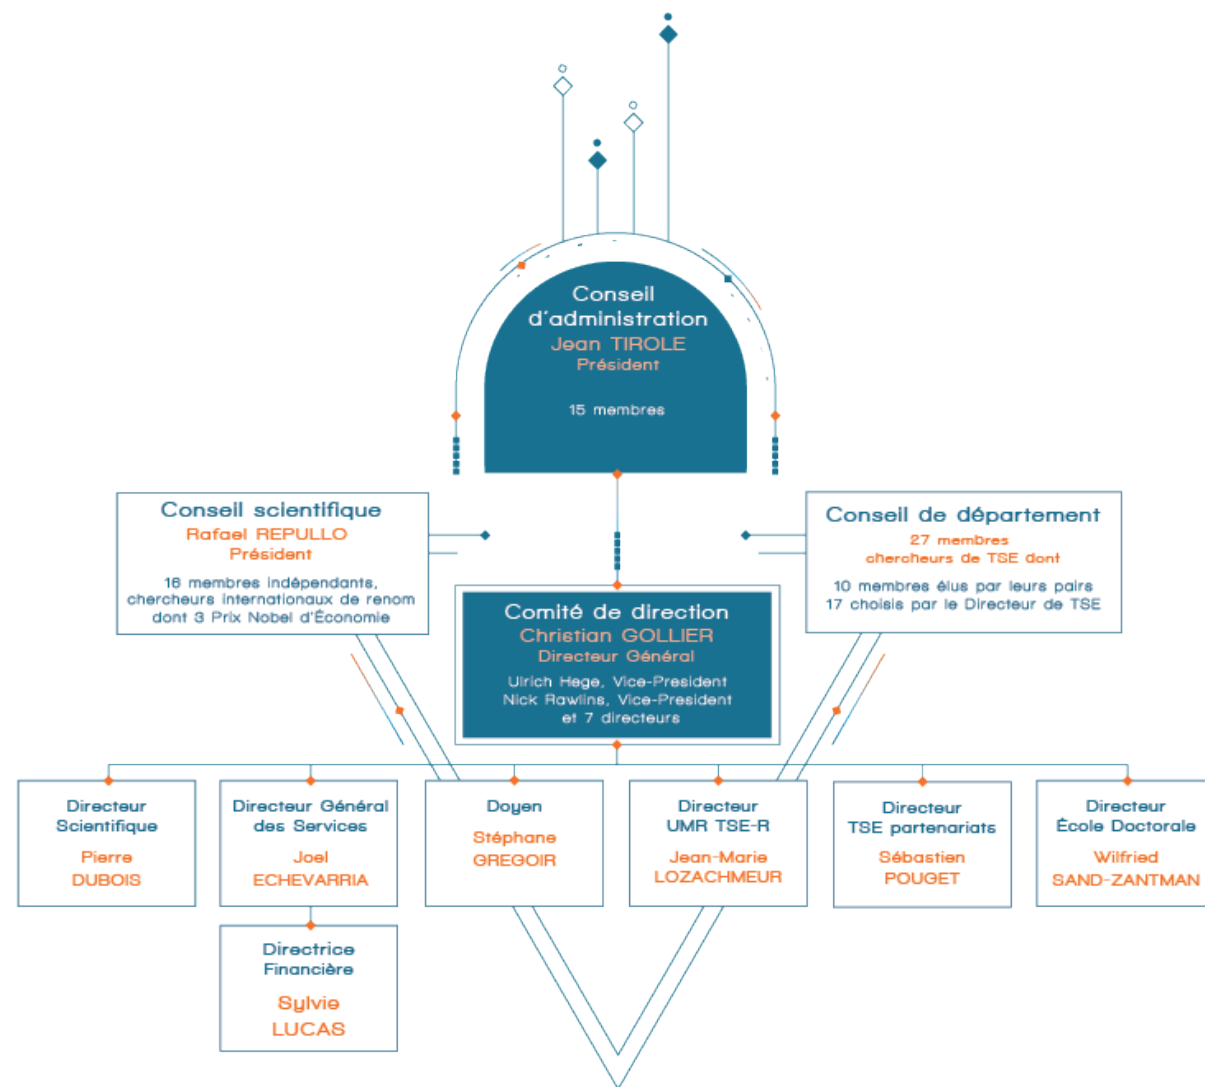 Conseil
d'administration
Jean TIROLE
Président
15 membres
Conseil scientifique
Rafael REPULLO
Président
16 membres indépendants,
chercheurs internationaux de renom
dont 3 Prix Nobel d'Économie
Conseil de département
27 membres
chercheurs de TSE dont
10 membres élus par leurs pairs
17 choisis par le Directeur de TSE
Comité de direction
Christian GOLLIER
Directeur Général
Ulrich Hege, Vice-President
Nick Rawlins, Vice-President
et 7 directeurs
Directeur
Scientifique
Pierre
DUBOIS
Directeur Général
des Services
Joel
ECHEVARRIA
Doyen
Stéphane
GREGOIR
Directeur
UMR TSE-R
Jean-Marie
LOZACHMEUR
Directeur
TSE partenariats
Sébastien
POUGET
Directeur
École Doctorale
Wilfried
SAND-ZANTMAN
Directrice
Financière
Sylvie
LUCAS